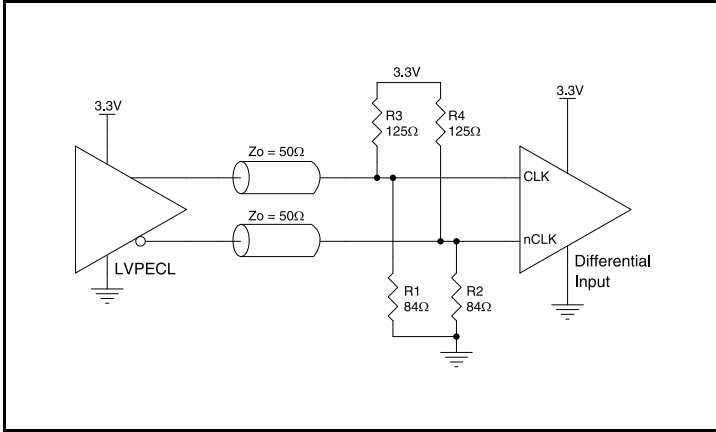 3.3V
3.3V
3.3V
R3
125Ω
R4
125Ω
Zo = 50Ω
CLK
Zo = 50Ω
nCLK
LVPECL
Differential
Input
R1
84Ω
R2
84Ω